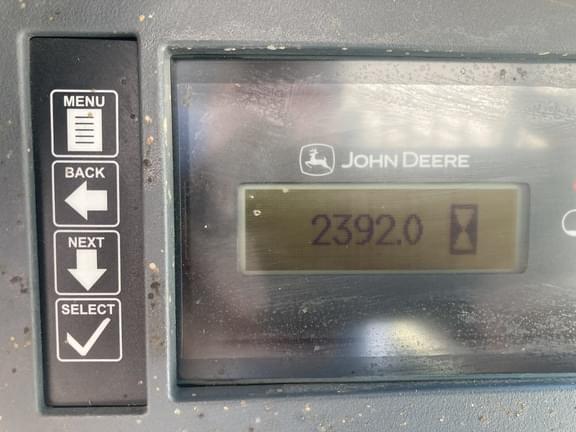 MENU
BACK
NEXT
SELECT
JOHN DEERE
2392.0